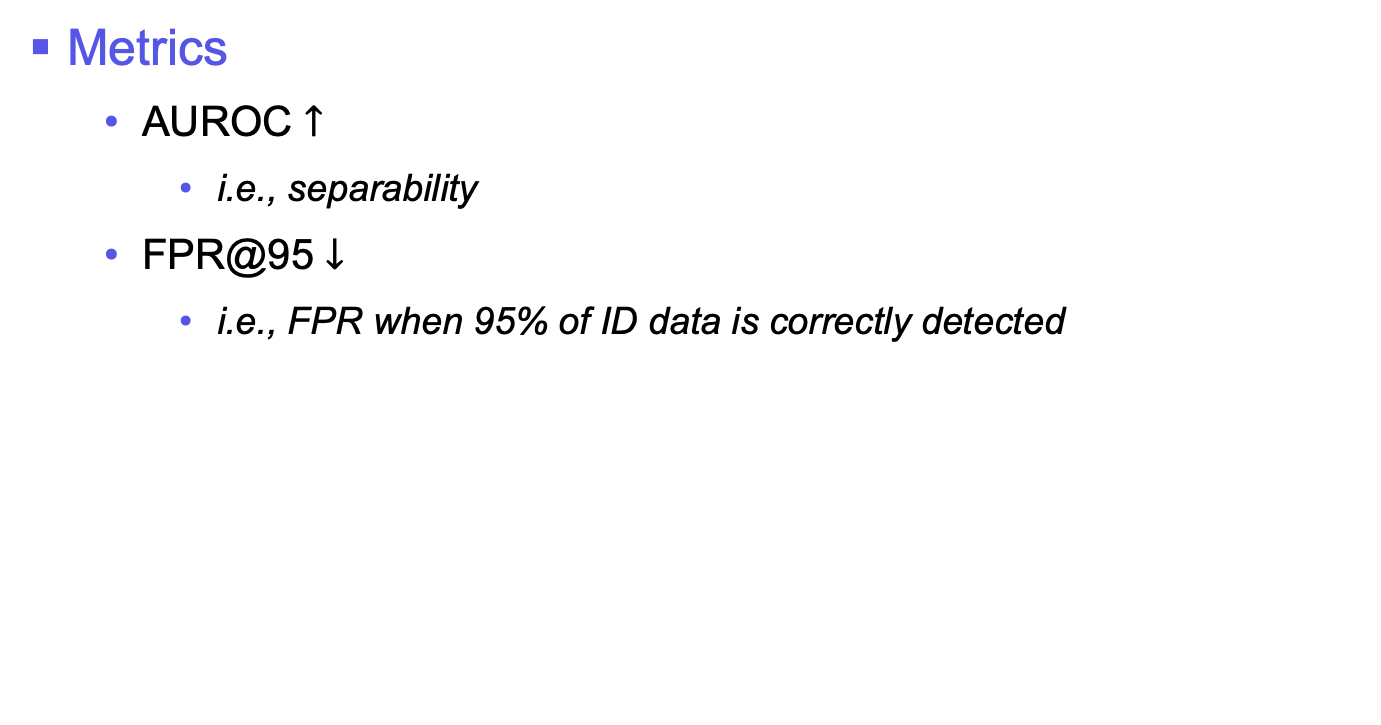 ▪ Metrics
• AUROC ↑
• i.e., separability
• FPR@95 ↓
• i.e., FPR when 95% of ID data is correctly detected